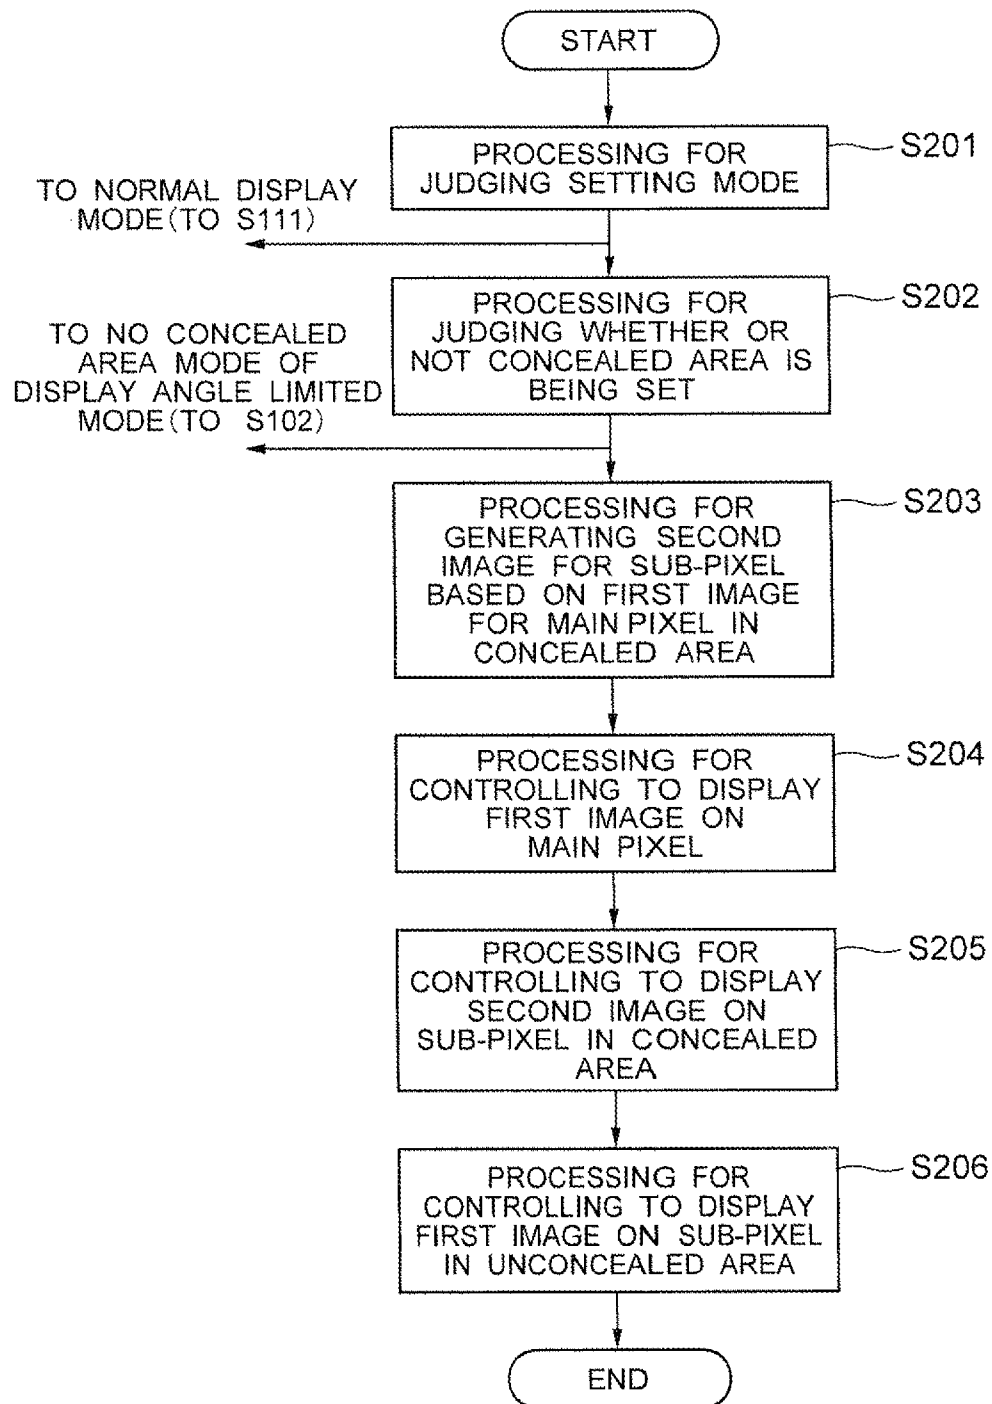 START
PROCESSING FOR
JUDGING SETTING MODE
S201
TO NORMAL DISPLAY
MODE(TO S111)
PROCESSING FOR
JUDGING WHETHER OR
NOT CONCEALED AREA IS
BEING SET
S202
TO NO CONCEALED
AREA MODE OF
DISPLAY ANGLE LIMITED
MODE(TO S102)
PROCESSING FOR
GENERATING SECOND
IMAGE FOR SUB-PIXEL
BASED ON FIRST IMAGE
FOR MAIN PIXEL IN
CONCEALED AREA
S203
PROCESSING FOR
CONTROLLING TO DISPLAY
FIRST IMAGE ON
MAIN PIXEL
S204
PROCESSING FOR
CONTROLLING TO DISPLAY
SECOND IMAGE ON
SUB-PIXEL IN CONCEALED
AREA
S205
PROCESSING FOR
CONTROLLING TO DISPLAY
FIRST IMAGE ON SUB-PIXEL
IN UNCONCEALED AREA
S206
END